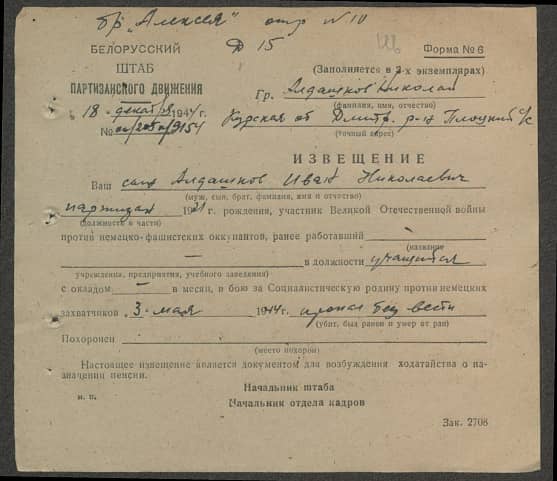 бр „Алексея" отр N 10
Д 15
БЕЛОРУССКИЙ
ШТАБ
ПАРТИЗАНСКОГО ДВИЖЕНИЯ
Форма № 6
(Заполняется в 2-х экземплярах)
Гр. Алдашков Николай
(фамилия, имя, отчество)
18 декабря 1944 г.
Курская об Дмитр. р-н Плоцкий с/с
(точный адрес)
№
ИЗВЕЩЕНИЕ
Ваш сын Алдашков Иван Николаевич
(муж, сын, брат, фамилия, имя и отчество)
партизан 1921 г. рождения, участник Великой Отечественной войны
(должность в части)
против немецко-фашистских оккупантов, ранее работавший –
(название
– в должности учащийся
учреждения, предприятия, учебного заведения)
с окладом – в месяц, в бою за Социалистическую родину против немецких
захватчиков 3 мая 1944 г. пропал без вести
(убит, был ранен и умер от ран)
Похоронен
(место похорон)
Настоящее извещение является документом для возбуждения ходатайства о на-
значении пенсии.
Начальник штаба
м. п.
Начальник отдела кадров
Зак. 2708